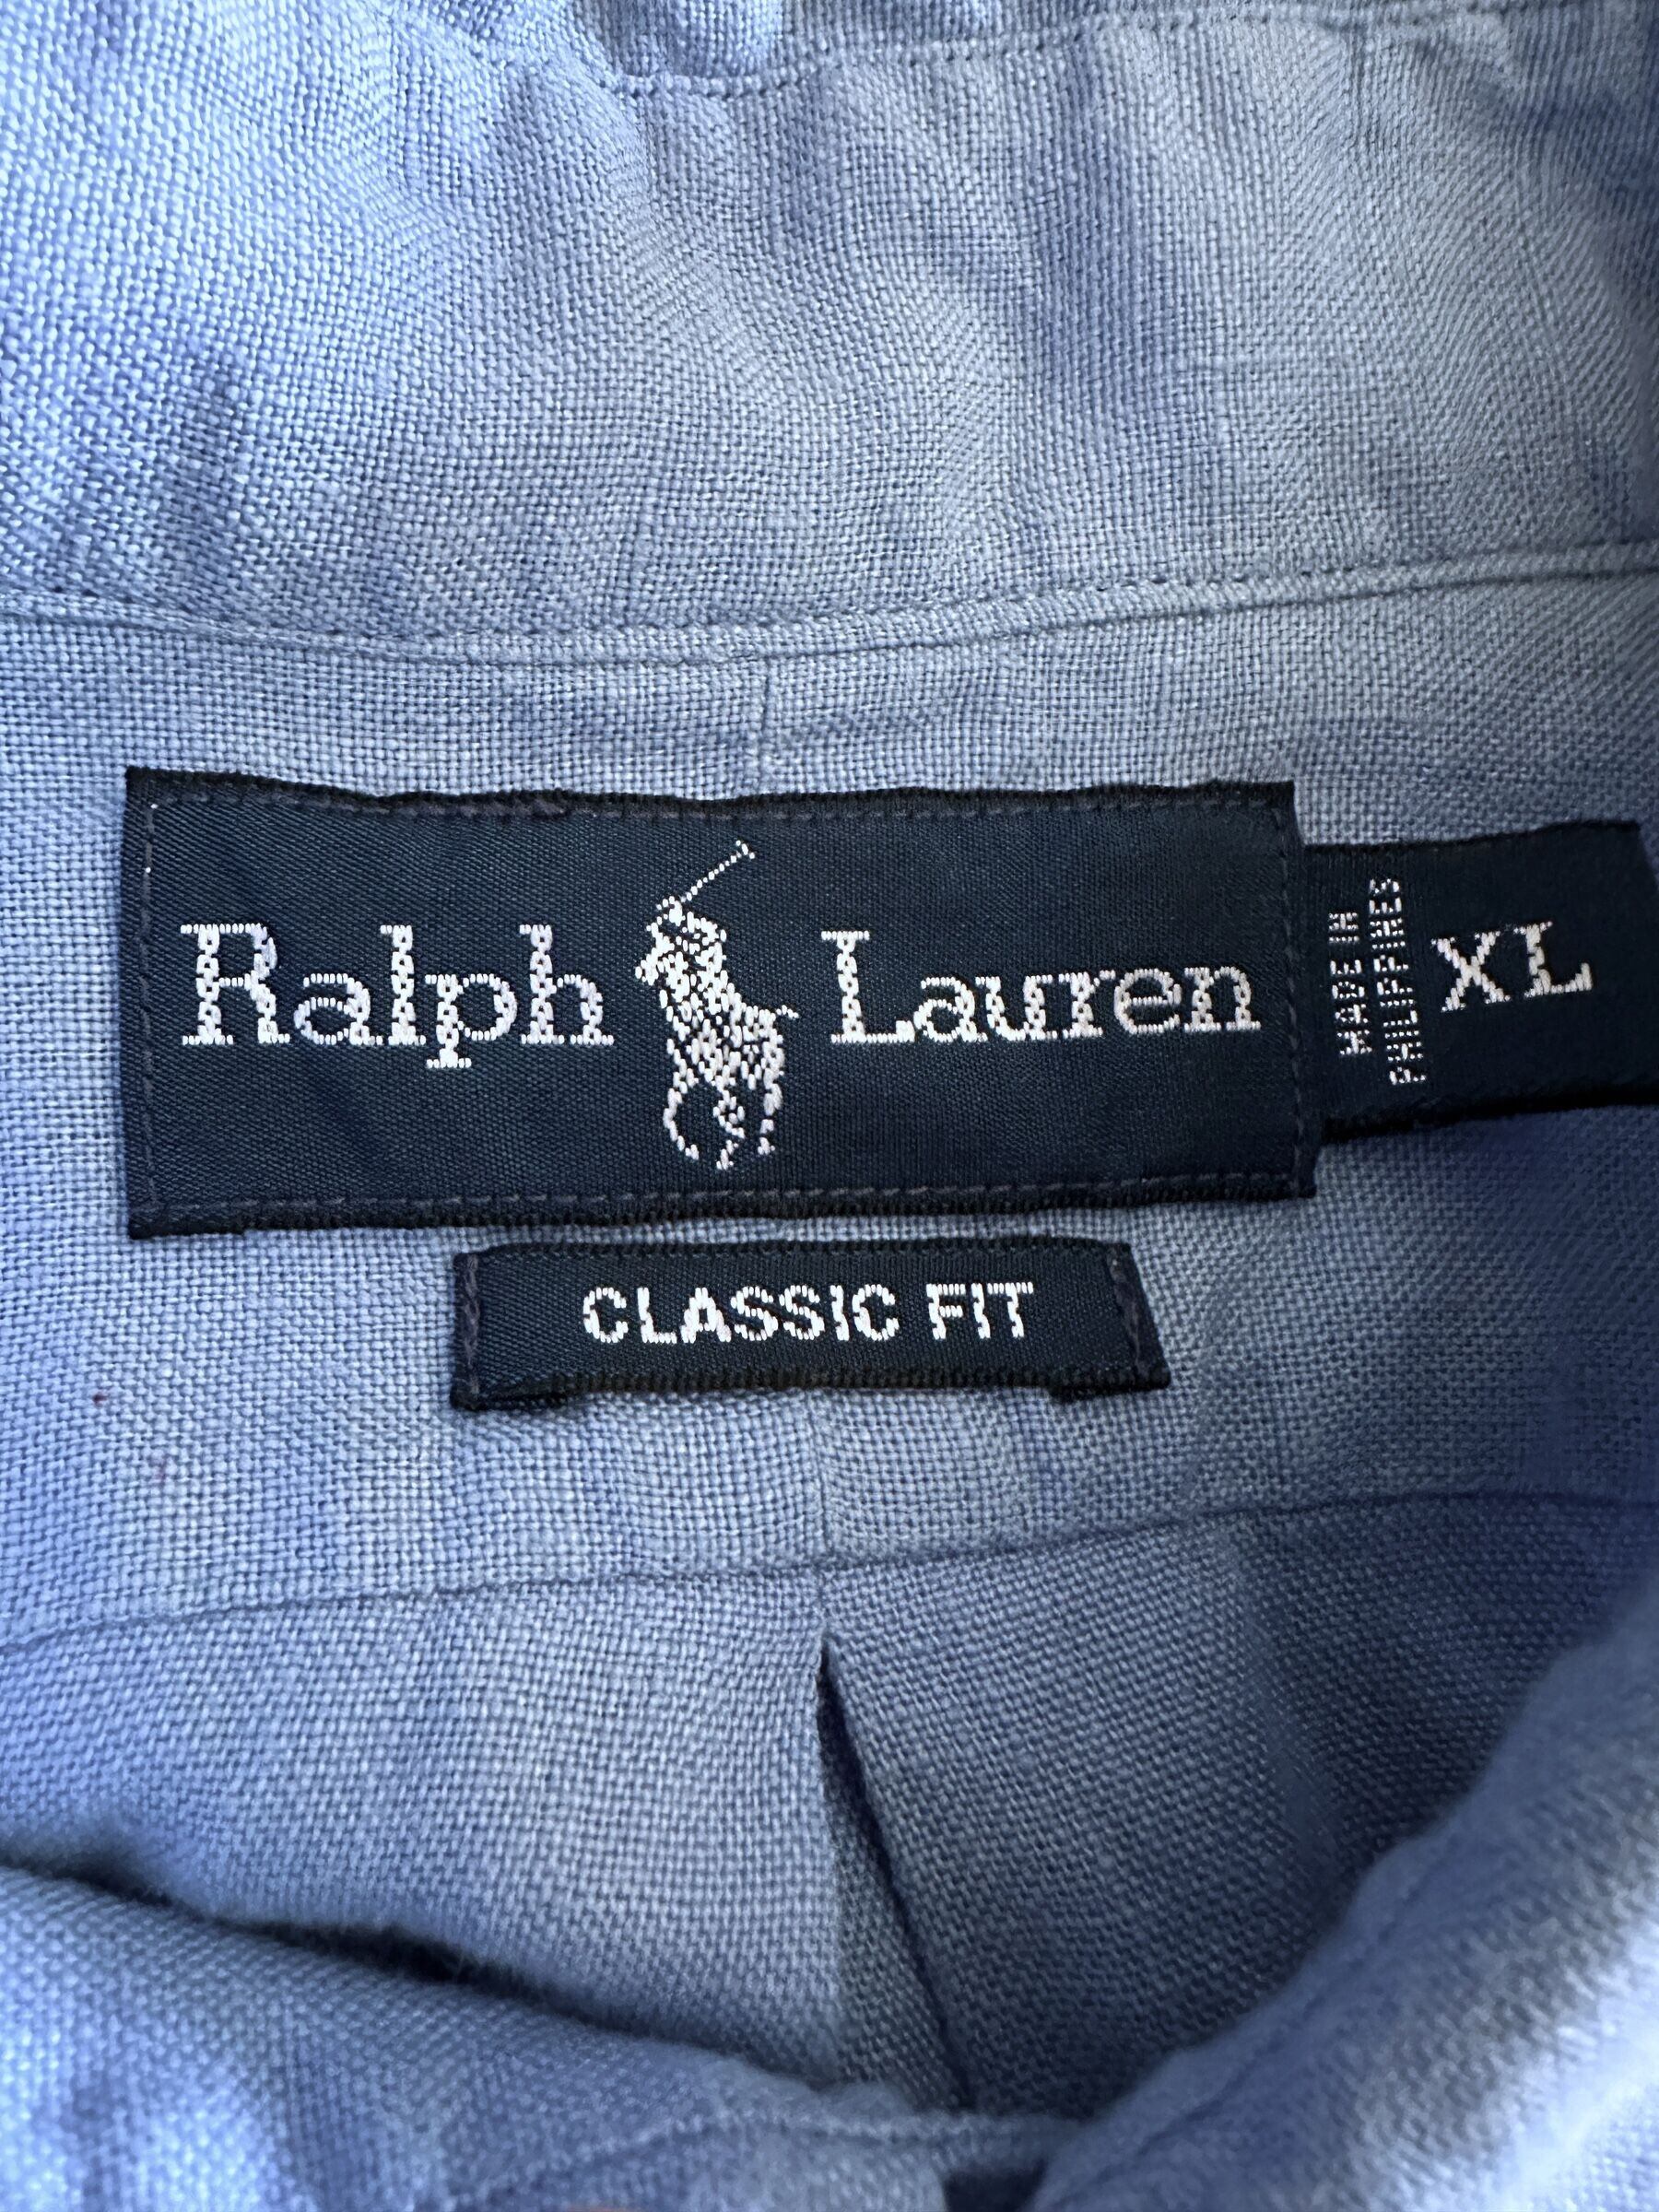 Ralph Lauren
MADE IN
PHILIPPINES
XL
CLASSIC FIT